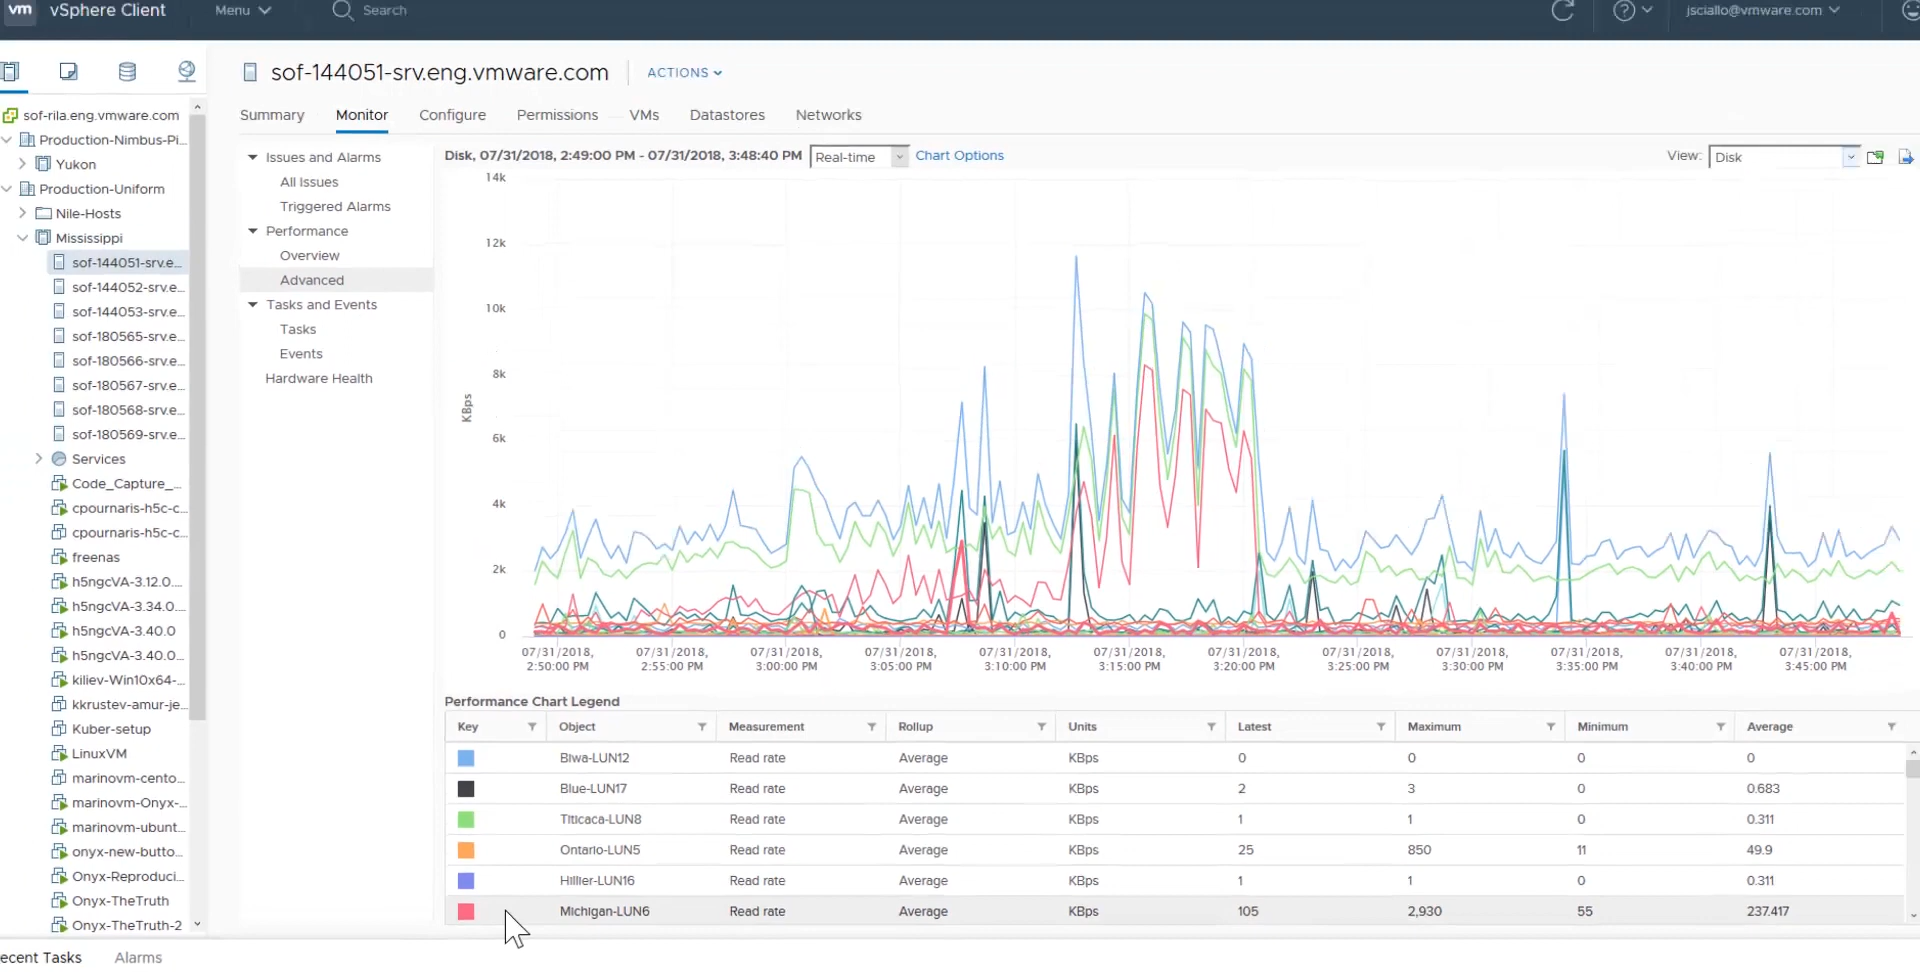 vm vSphere Client Menu Search jsciallo@vmware.com
sof-144051-srv.eng.vmware.com ACTIONS
Summary Monitor Configure Permissions VMs Datastores Networks
sof-rila.eng.vmware.com
Production-Nimbus-Pi...
Yukon
Production-Uniform
Nile-Hosts
Mississippi
sof-144051-srv.e...
sof-144052-srv.e...
sof-144053-srv.e...
sof-180565-srv.e...
sof-180566-srv.e...
sof-180567-srv.e...
sof-180568-srv.e...
sof-180569-srv.e...
Services
Code_Capture_...
cpournaris-h5c-c...
cpournaris-h5c-c...
freenas
h5ngcVA-3.12.0....
h5ngcVA-3.34.0....
h5ngcVA-3.40.0
h5ngcVA-3.40.0...
kiliev-Win10x64-...
kkrustev-amur-je...
Kuber-setup
LinuxVM
marinovm-cento...
marinovm-Onyx-...
marinovm-ubunt...
onyx-new-butto...
Onyx-Reproduci...
Onyx-TheTruth
Onyx-TheTruth-2
Issues and Alarms
All Issues
Triggered Alarms
Performance
Overview
Advanced
Tasks and Events
Tasks
Events
Hardware Health
Disk, 07/31/2018, 2:49:00 PM - 07/31/2018, 3:48:40 PM Real-time Chart Options View: Disk
14k
12k
10k
8k
6k
4k
2k
0
KBps
07/31/2018, 07/31/2018, 07/31/2018, 07/31/2018, 07/31/2018, 07/31/2018, 07/31/2018, 07/31/2018, 07/31/2018, 07/31/2018, 07/31/2018, 07/31/2018,
2:50:00 PM 2:55:00 PM 3:00:00 PM 3:05:00 PM 3:10:00 PM 3:15:00 PM 3:20:00 PM 3:25:00 PM 3:30:00 PM 3:35:00 PM 3:40:00 PM 3:45:00 PM
Performance Chart Legend
Key Object Measurement Rollup Units Latest Maximum Minimum Average
Biwa-LUN12 Read rate Average KBps 0 0 0 0
Blue-LUN17 Read rate Average KBps 2 3 0 0.683
Titicaca-LUN8 Read rate Average KBps 1 1 0 0.311
Ontario-LUN5 Read rate Average KBps 25 850 11 49.9
Hillier-LUN16 Read rate Average KBps 1 1 0 0.311
Michigan-LUN6 Read rate Average KBps 105 2,930 55 237.417
ecent Tasks Alarms